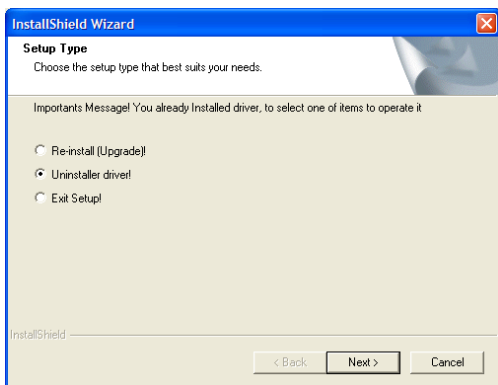 InstallShield Wizard
Setup Type
Choose the setup type that best suits your needs.
Importants Message! You already Installed driver, to select one of items to operate it
Re-install (Upgrade)!
Uninstaller driver!
Exit Setup!
InstallShield
< Back Next > Cancel